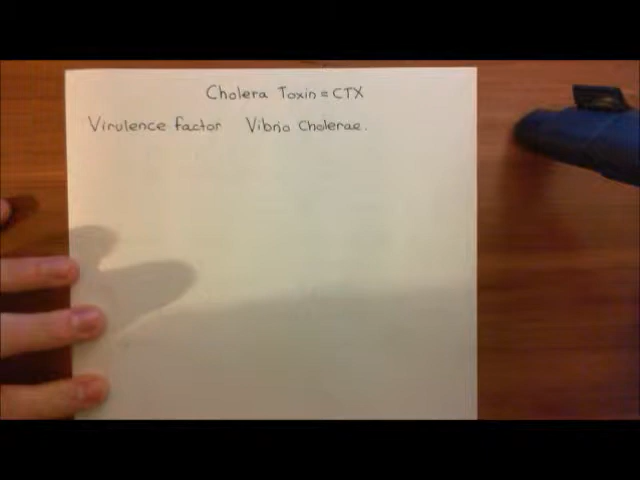 Cholera Toxin = CTX
Virulence factor Vibrio Cholerae.